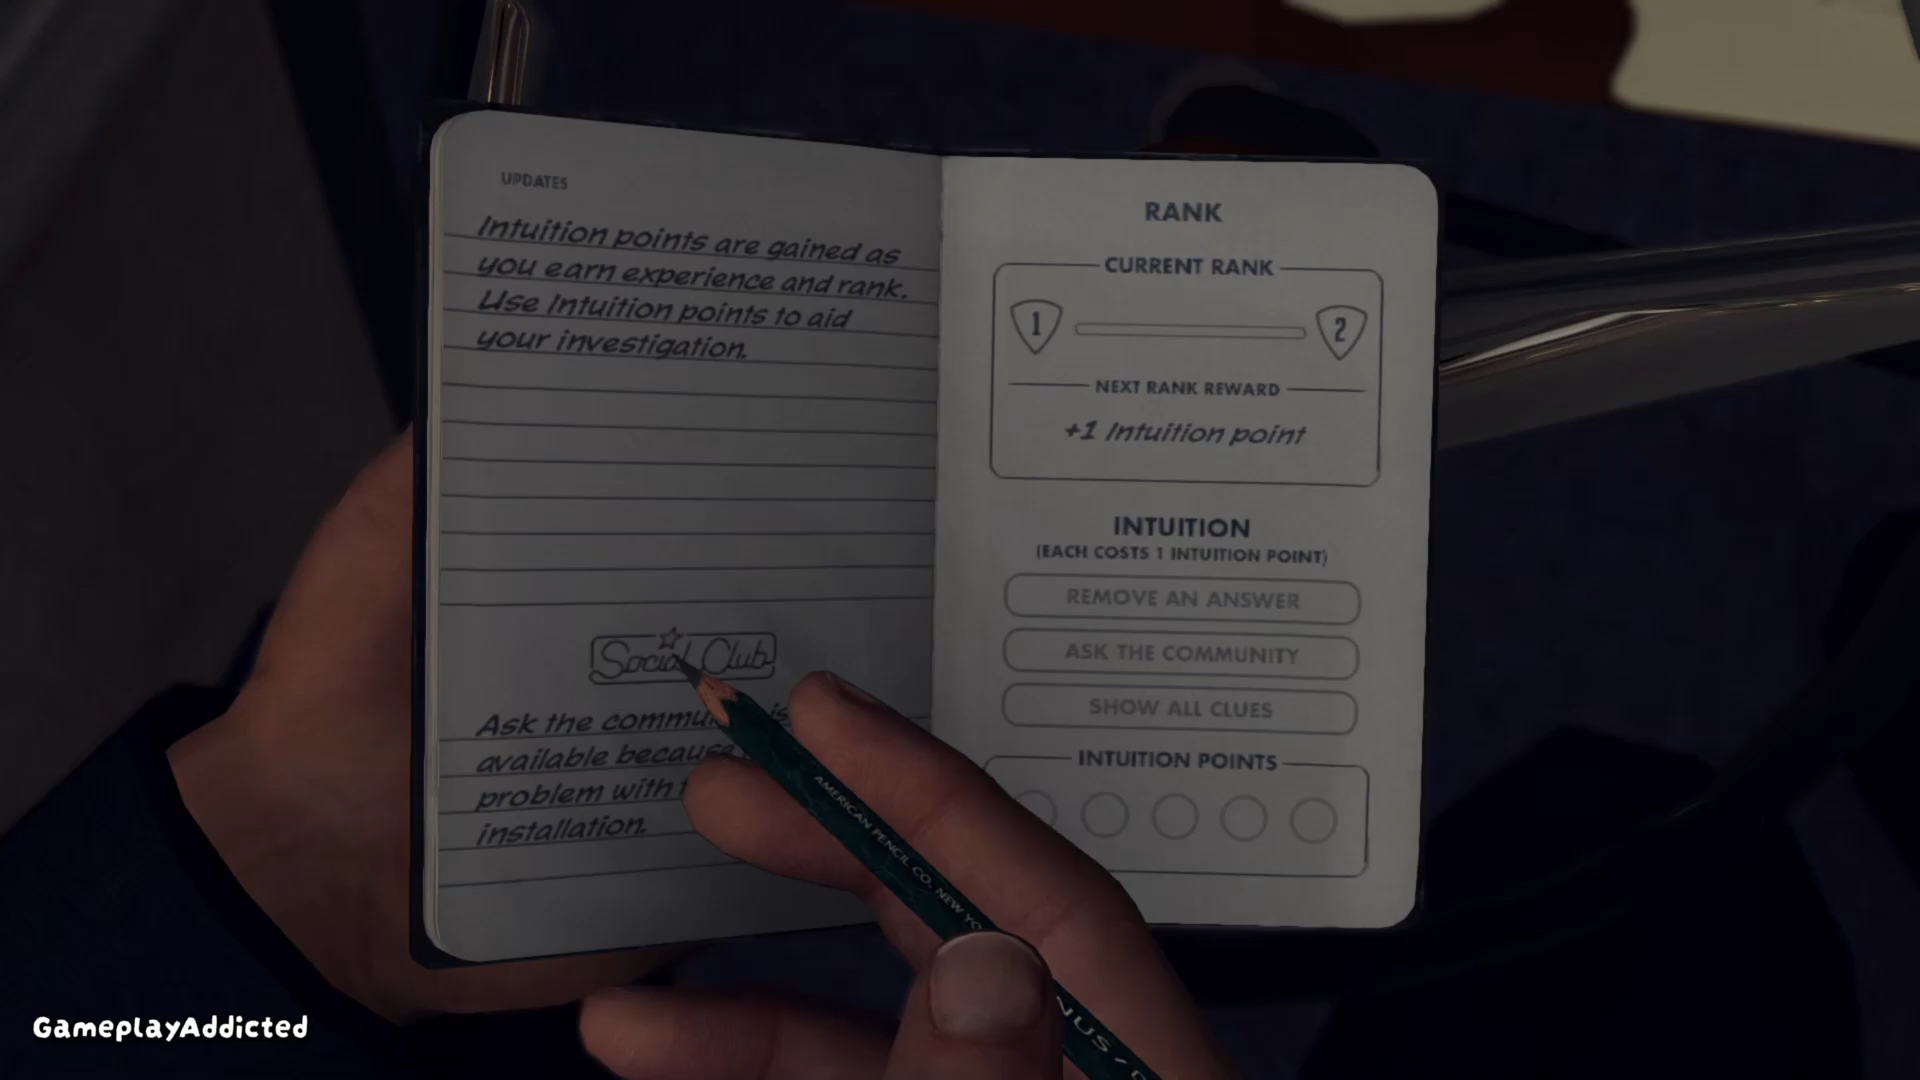 UPDATES
Intuition points are gained as
you earn experience and rank.
Use Intuition points to aid
your investigation.
Social Club
Ask the commu
available because
problem with
installation.
RANK
CURRENT RANK
1 2
NEXT RANK REWARD
+1 Intuition point
INTUITION
(EACH COSTS 1 INTUITION POINT)
REMOVE AN ANSWER
ASK THE COMMUNITY
SHOW ALL CLUES
INTUITION POINTS
AMERICAN PENCIL CO. NEW YO
GameplayAddicted